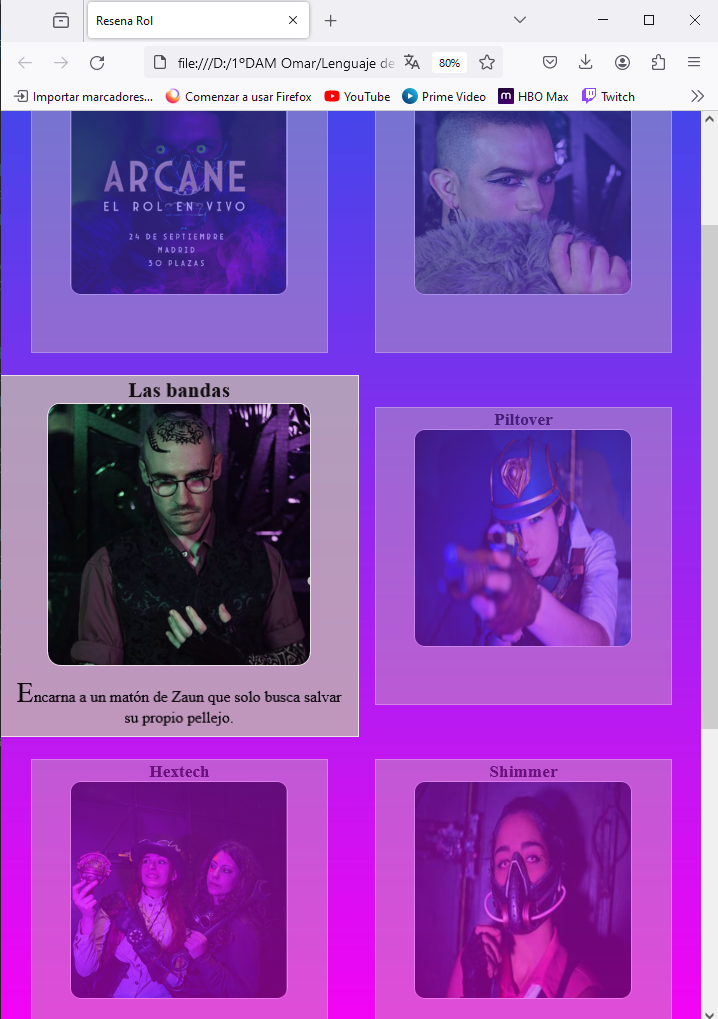 Resena Rol
file:///D:/1ºDAM Omar/Lenguaje de
80%
Importar marcadores...
Comenzar a usar Firefox
YouTube
Prime Video
HBO Max
Twitch
ARCANE
EL ROL EN VIVO
24 DE SEPTIEMBRE
MADRID
30 PLAZAS
Las bandas
Piltover
Encarna a un matón de Zaun que solo busca salvar
su propio pellejo.
Hextech
Shimmer